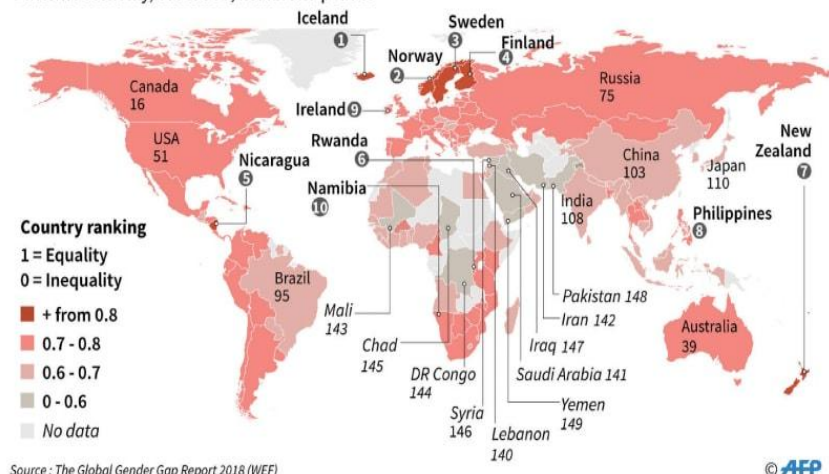 Iceland
1
Sweden
3
Norway
2
Finland
4
Canada
16
Russia
75
Ireland 9
USA
51
Rwanda
6
New
Zealand
7
Nicaragua
5
China
103
Japan
110
Namibia
10
India
108
Philippines
8
Country ranking
1 = Equality
0 = Inequality
+ from 0.8
0.7 - 0.8
0.6 - 0.7
0 - 0.6
No data
Brazil
95
Mali
143
Chad
145
DR Congo
144
Syria
146
Lebanon
140
Yemen
149
Saudi Arabia 141
Iraq 147
Iran 142
Pakistan 148
Australia
39
Source : The Global Gender Gap Report 2018 (WEF)
© AFP